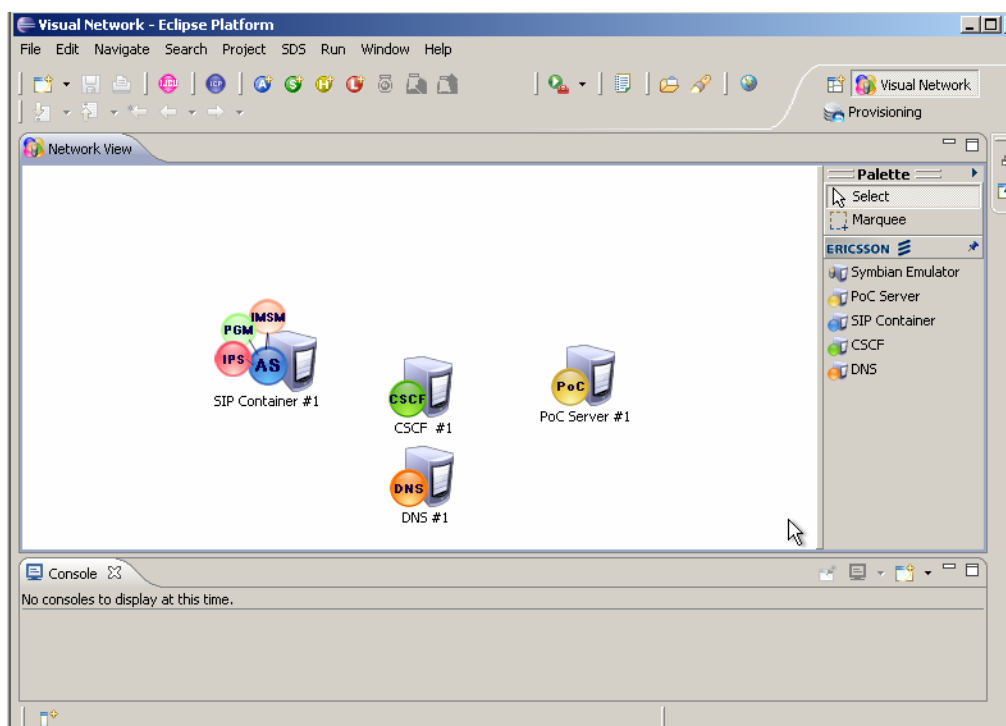 Visual Network - Eclipse Platform
File Edit Navigate Search Project SDS Run Window Help
Visual Network
Provisioning
Network View
Palette
Select
Marquee
ERICSSON
Symbian Emulator
PoC Server
SIP Container
CSCF
DNS
IMSM
PGM
IPS
AS
SIP Container #1
CSCF
CSCF #1
PoC
PoC Server #1
DNS
DNS #1
Console
No consoles to display at this time.